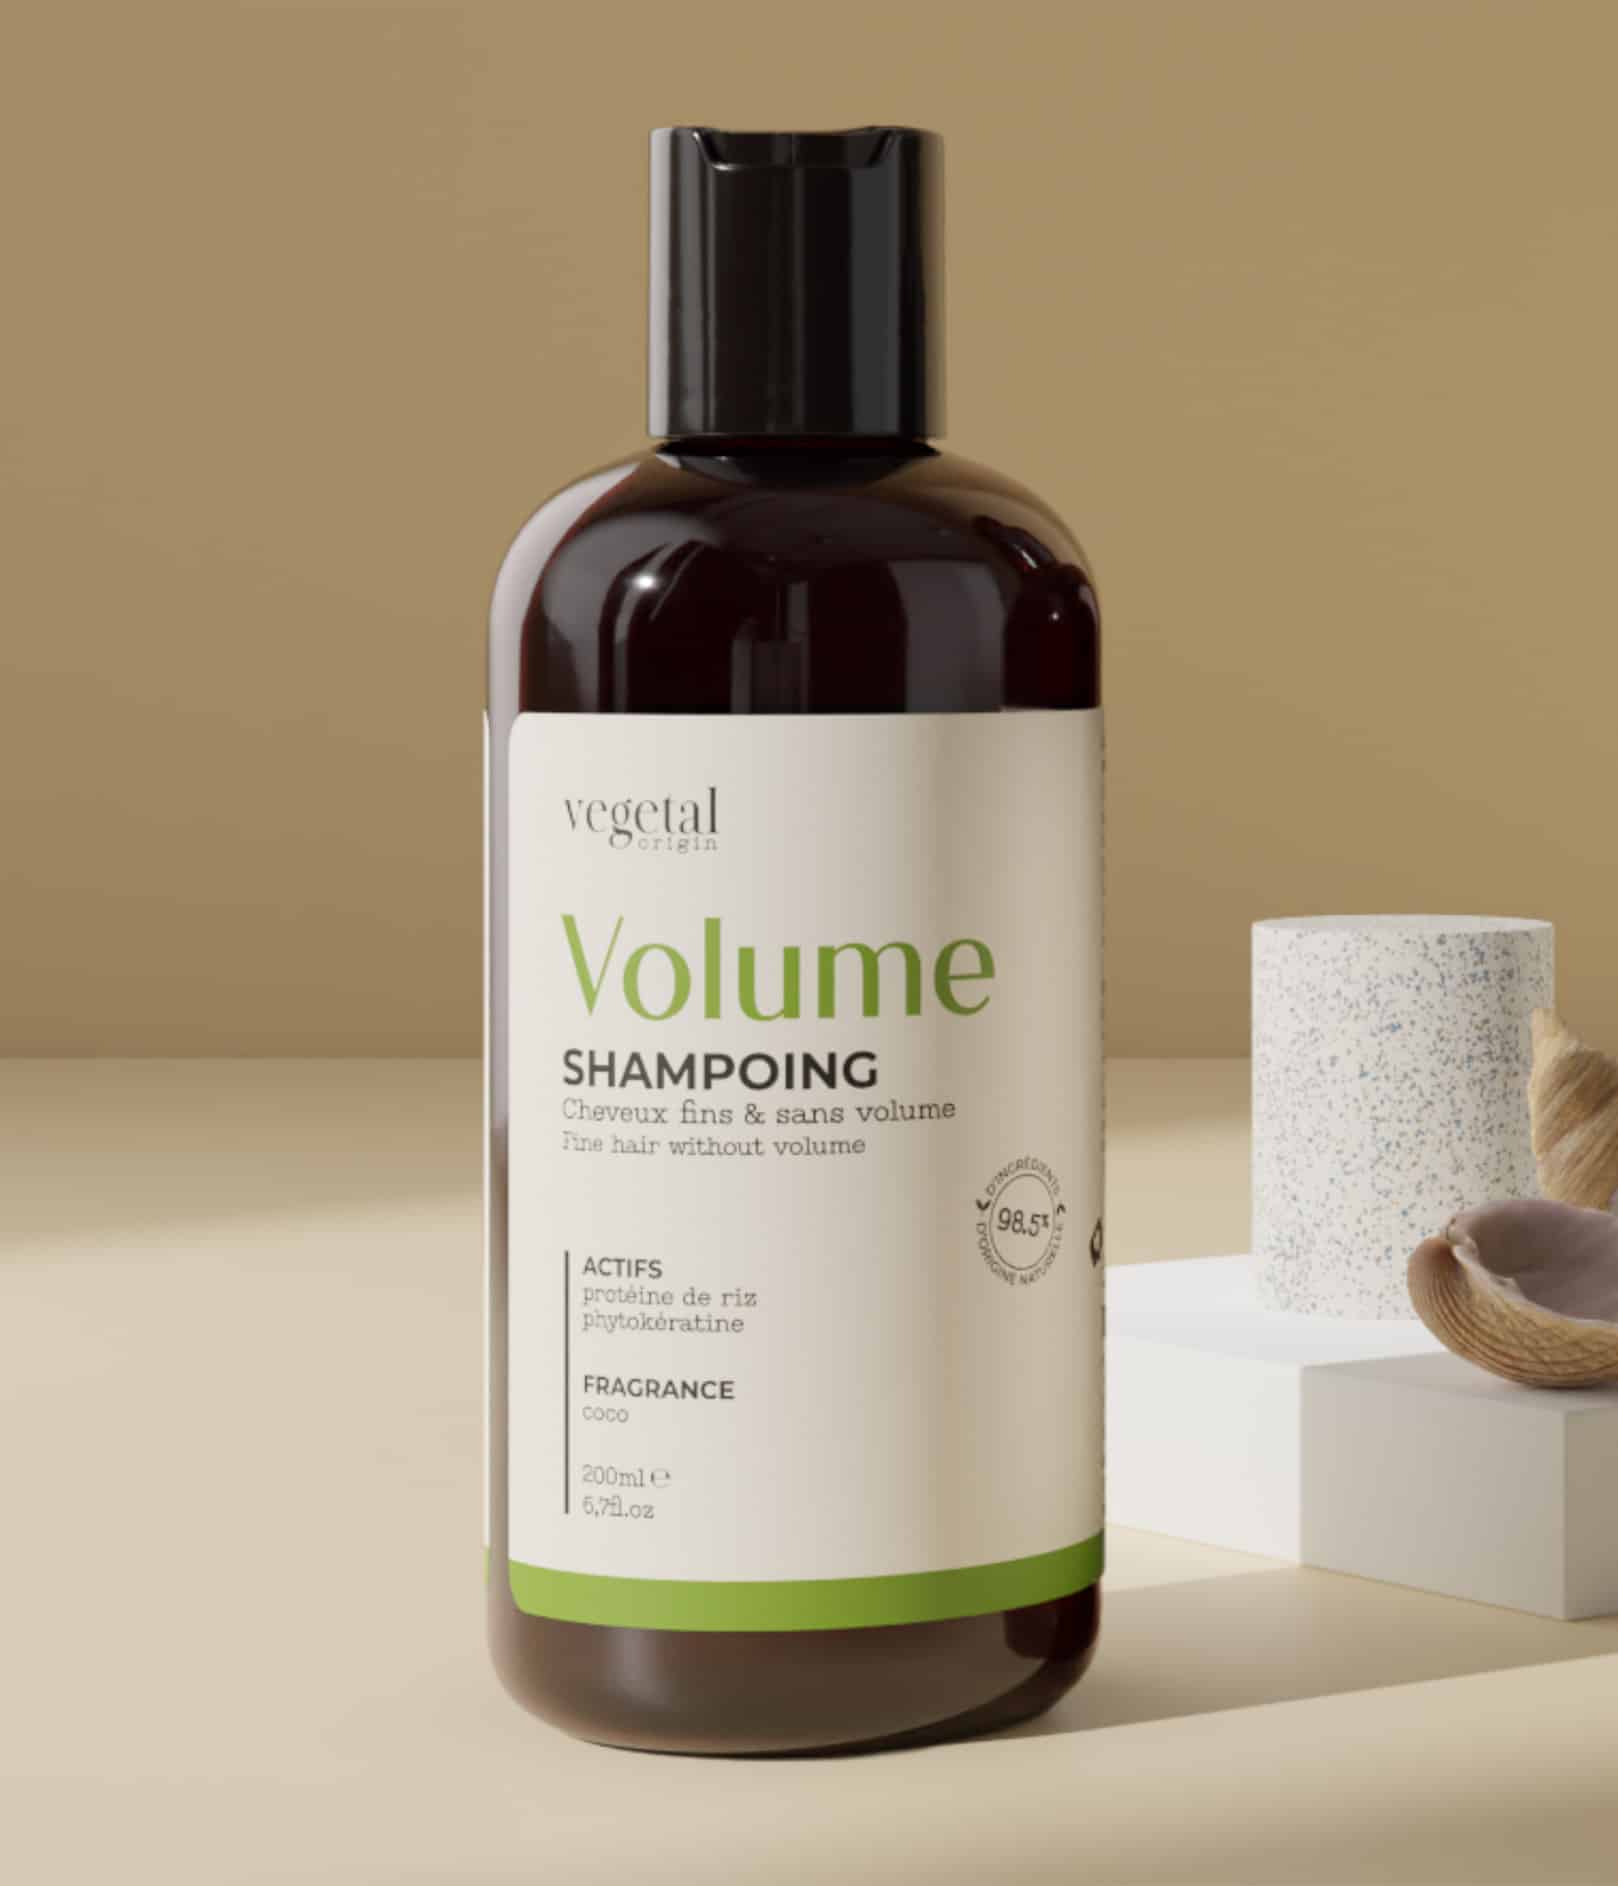 vegetal
origin
Volume
SHAMPOING
Cheveux fins & sans volume
Fine hair without volume
D'INGRÉDIENTS
98.5%
D'ORIGINE NATURELLE
ACTIFS
protéine de riz
phytokératine
FRAGRANCE
coco
200ml ℮
6,7fl.oz